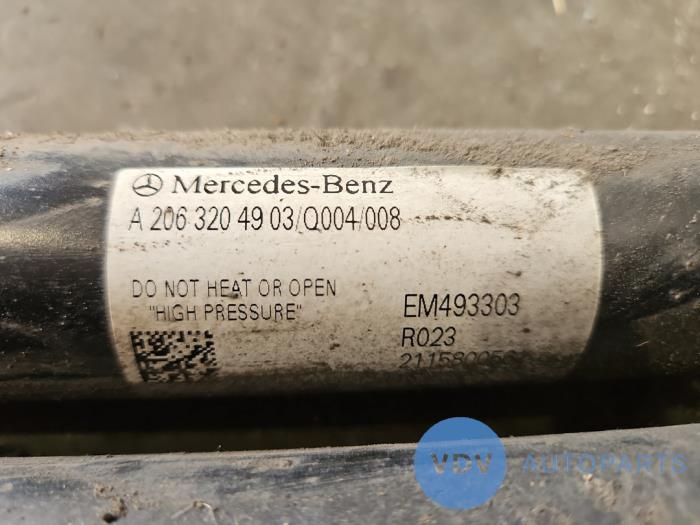 Mercedes-Benz
A 206 320 49 03/Q004/008
DO NOT HEAT OR OPEN
"HIGH PRESSURE"
EM493303
R023
VDV AUTOPARTS